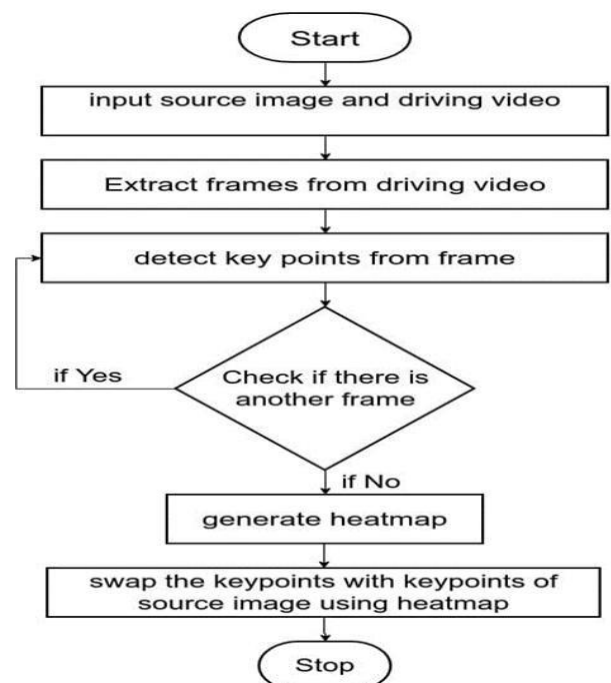 Start
input source image and driving video
Extract frames from driving video
detect key points from frame
if Yes
Check if there is
another frame
if No
generate heatmap
swap the keypoints with keypoints of
source image using heatmap
Stop